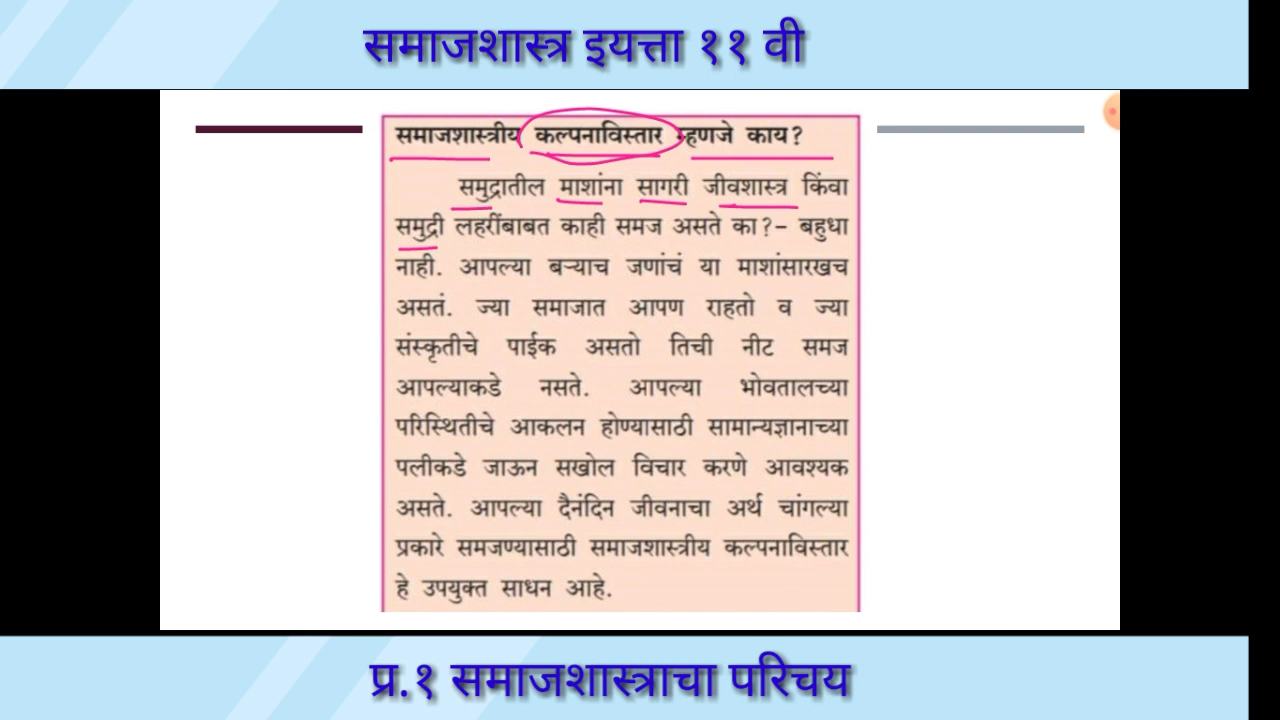 समाजशास्त्र इयत्ता ११ वी
समाजशास्त्रीय कल्पनाविस्तार म्हणजे काय?
समुद्रातील माशांना सागरी जीवशास्त्र किंवा
समुद्री लहरींबाबत काही समज असते का?– बहुधा
नाही. आपल्या बऱ्याच जणांचं या माशांसारखच
असतं. ज्या समाजात आपण राहतो व ज्या
संस्कृतीचे पाईक असतो तिची नीट समज
आपल्याकडे नसते. आपल्या भोवतालच्या
परिस्थितीचे आकलन होण्यासाठी सामान्यज्ञानाच्या
पलीकडे जाऊन सखोल विचार करणे आवश्यक
असते. आपल्या दैनंदिन जीवनाचा अर्थ चांगल्या
प्रकारे समजण्यासाठी समाजशास्त्रीय कल्पनाविस्तार
हे उपयुक्त साधन आहे.
प्र.१ समाजशास्त्राचा परिचय